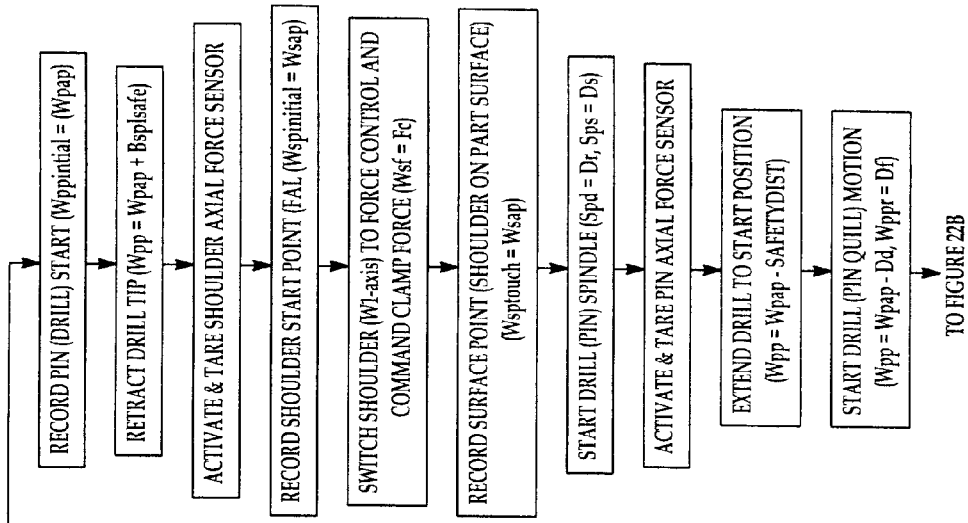 RECORD PIN (DRILL) START (Wppintial = (Wpap)
RETRACT DRILL TIP (Wpp = Wpap + Bsplsafe)
ACTIVATE & TARE SHOULDER AXIAL FORCE SENSOR
RECORD SHOULDER START POINT (FAL (Wspinitial = Wsap)
SWITCH SHOULDER (W1-axis) TO FORCE CONTROL AND
COMMAND CLAMP FORCE (Wsf = Fc)
RECORD SURFACE POINT (SHOULDER ON PART SURFACE)
(Wsptouch = Wsap)
START DRILL (PIN) SPINDLE (Spd = Dr, Sps = Ds)
ACTIVATE & TARE PIN AXIAL FORCE SENSOR
EXTEND DRILL TO START POSITION
(Wpp = Wpap - SAFETYDIST)
START DRILL (PIN QUILL) MOTION
(Wpp = Wpap - Dd, Wppr = Df)
TO FIGURE 22B